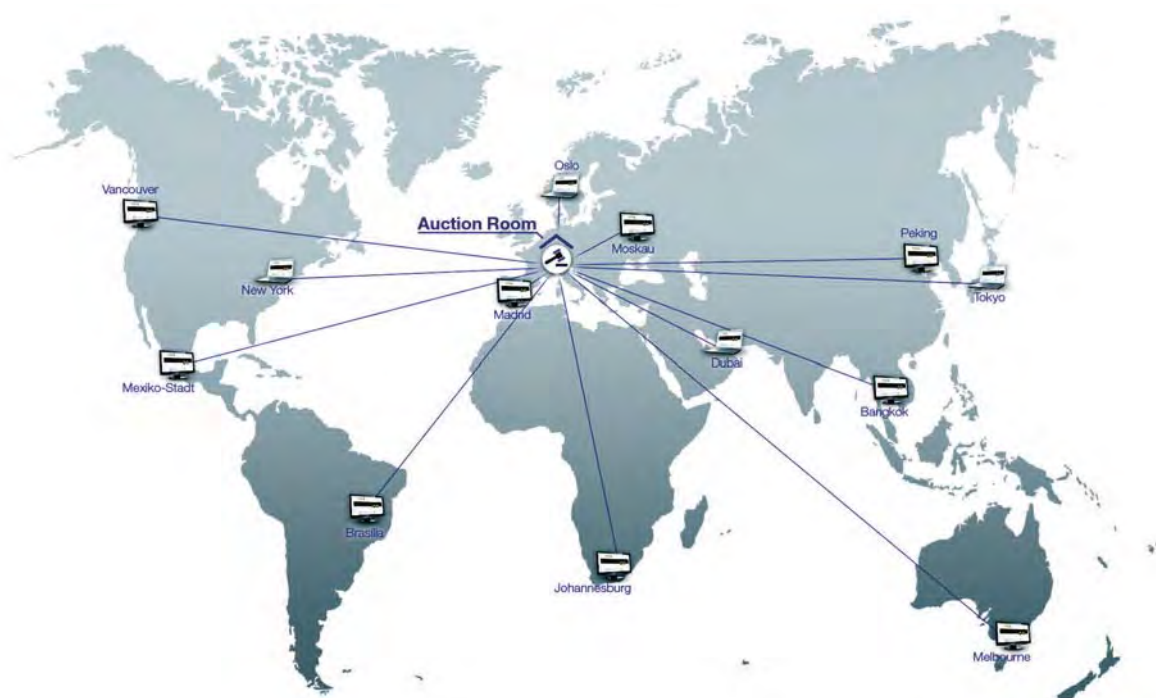 Oslo
Vancouver
Auction Room
Moskau
Peking
New York
Madrid
Tokyo
Dubai
Mexiko-Stadt
Bangkok
Brasilia
Johannesburg
Melbourne